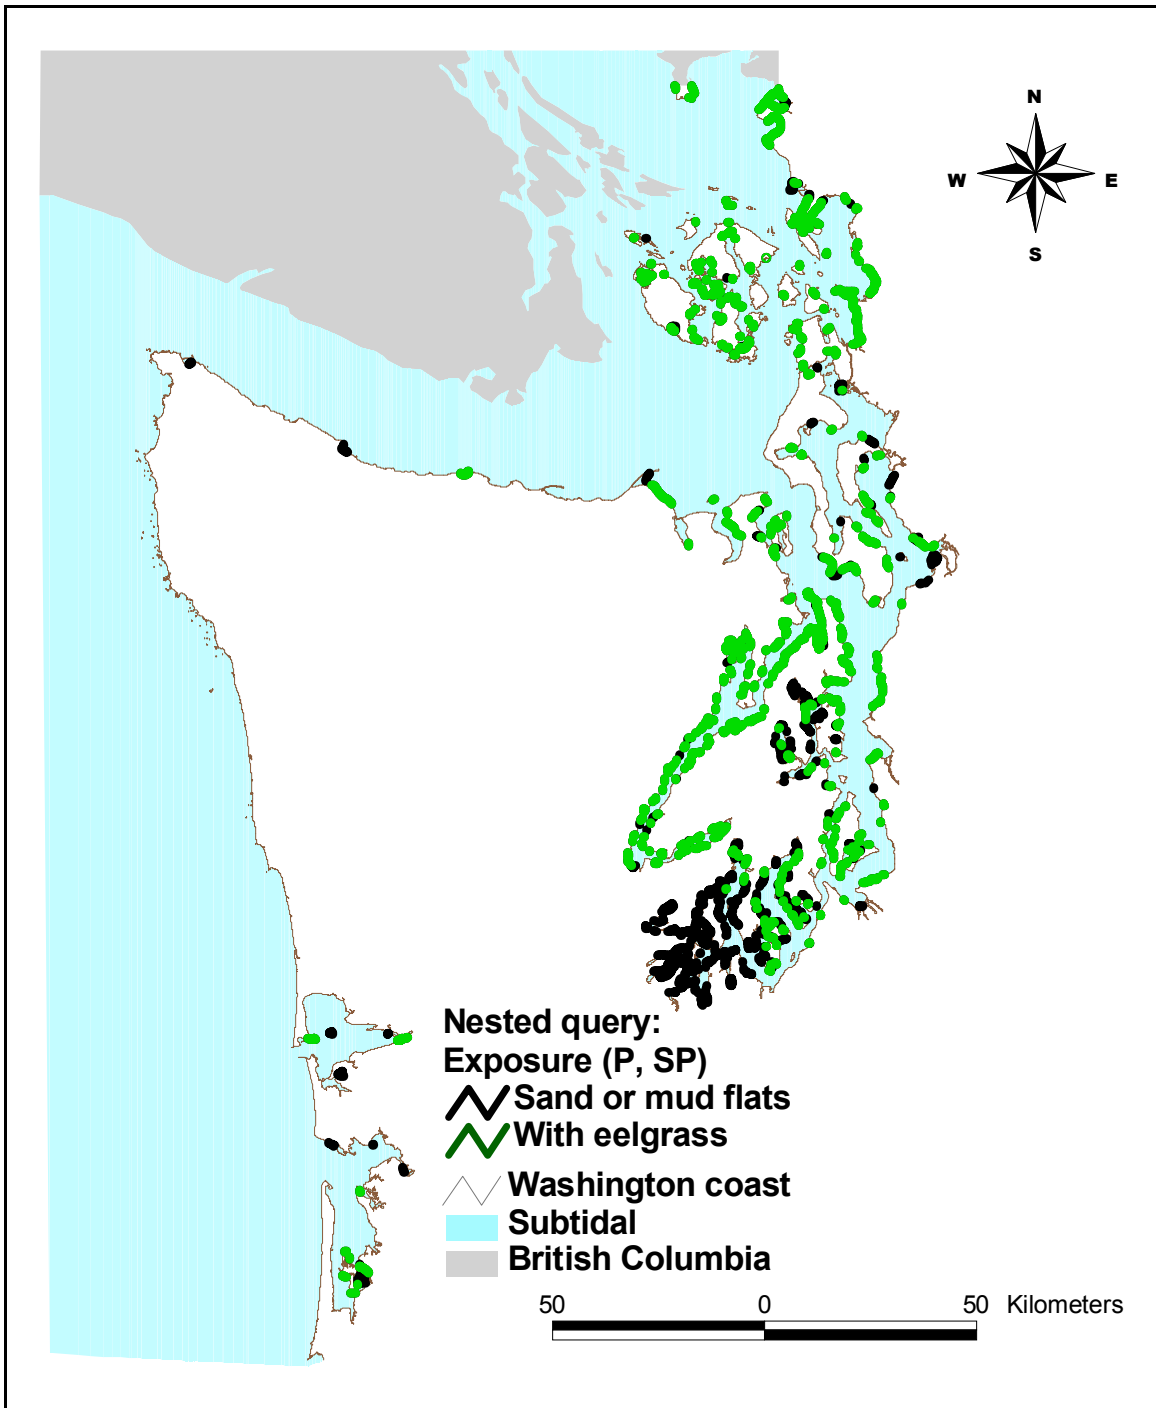 N
W E
S
Nested query:
Exposure (P, SP)
Sand or mud flats
With eelgrass
Washington coast
Subtidal
British Columbia
50 0 50 Kilometers